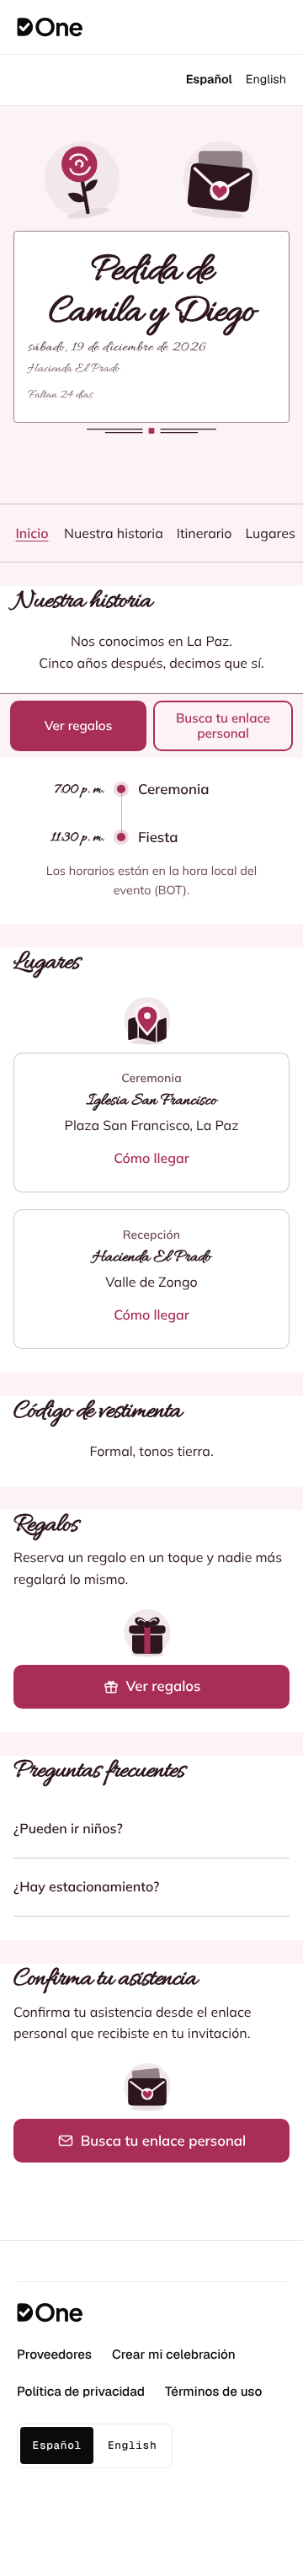 DOne
Español English
Pedida de
Camila y Diego
sábado, 19 de diciembre de 2026
Hacienda El Prado
Faltan 24 días
Inicio Nuestra historia Itinerario Lugares
Nuestra historia
Nos conocimos en La Paz.
Cinco años después, decimos que sí.
Ver regalos
Busca tu enlace
personal
7:00 p. m. Ceremonia
11:30 p. m. Fiesta
Los horarios están en la hora local del
evento (BOT).
Lugares
Ceremonia
Iglesia San Francisco
Plaza San Francisco, La Paz
Cómo llegar
Recepción
Hacienda El Prado
Valle de Zongo
Cómo llegar
Código de vestimenta
Formal, tonos tierra.
Regalos
Reserva un regalo en un toque y nadie más
regalará lo mismo.
Ver regalos
Preguntas frecuentes
¿Pueden ir niños?
¿Hay estacionamiento?
Confirma tu asistencia
Confirma tu asistencia desde el enlace
personal que recibiste en tu invitación.
Busca tu enlace personal
DOne
Proveedores Crear mi celebración
Política de privacidad Términos de uso
Español English